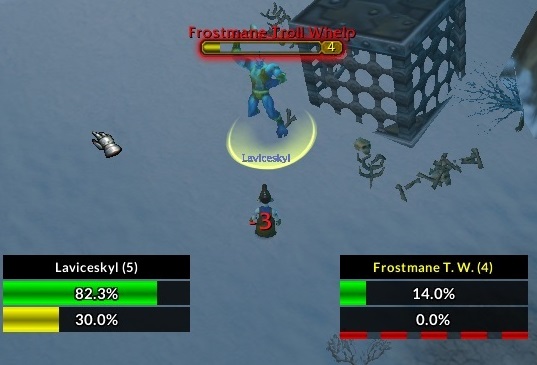 Frostmane Troll Whelp
4
Laviceskyl
-3
Laviceskyl (5)
82.3%
30.0%
Frostmane T. W. (4)
14.0%
0.0%